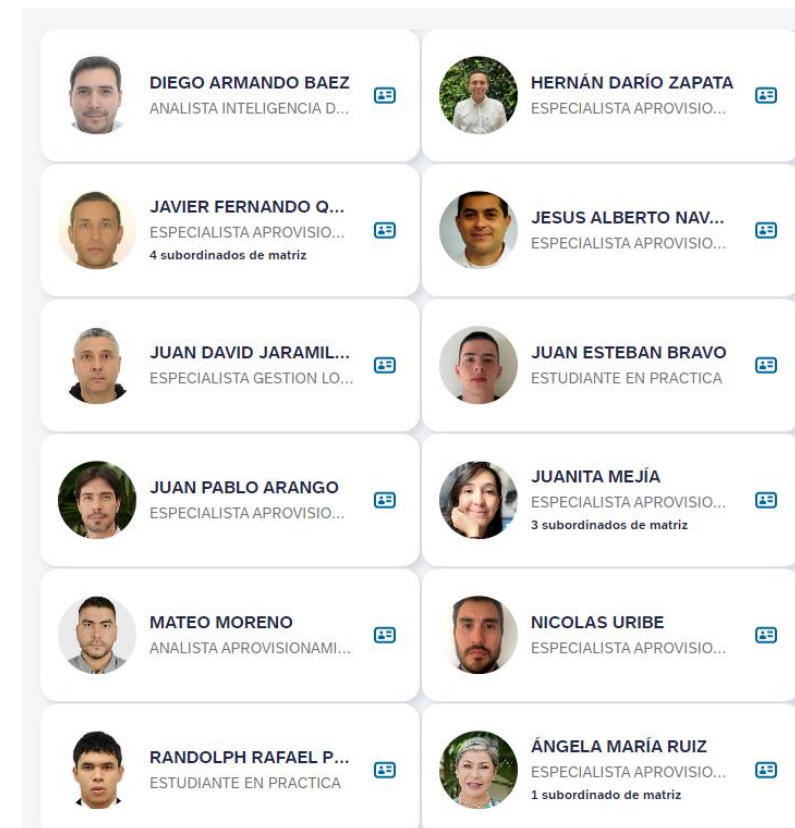 DIEGO ARMANDO BAEZ
ANALISTA INTELIGENCIA D...
HERNÁN DARÍO ZAPATA
ESPECIALISTA APROVISIO...
JAVIER FERNANDO Q...
ESPECIALISTA APROVISIO...
4 subordinados de matriz
JESUS ALBERTO NAV...
ESPECIALISTA APROVISIO...
JUAN DAVID JARAMIL...
ESPECIALISTA GESTION LO...
JUAN ESTEBAN BRAVO
ESTUDIANTE EN PRACTICA
JUAN PABLO ARANGO
ESPECIALISTA APROVISIO...
JUANITA MEJÍA
ESPECIALISTA APROVISIO...
3 subordinados de matriz
MATEO MORENO
ANALISTA APROVISIONAMI...
NICOLAS URIBE
ESPECIALISTA APROVISIO...
RANDOLPH RAFAEL P...
ESTUDIANTE EN PRACTICA
ÁNGELA MARÍA RUIZ
ESPECIALISTA APROVISIO...
1 subordinado de matriz